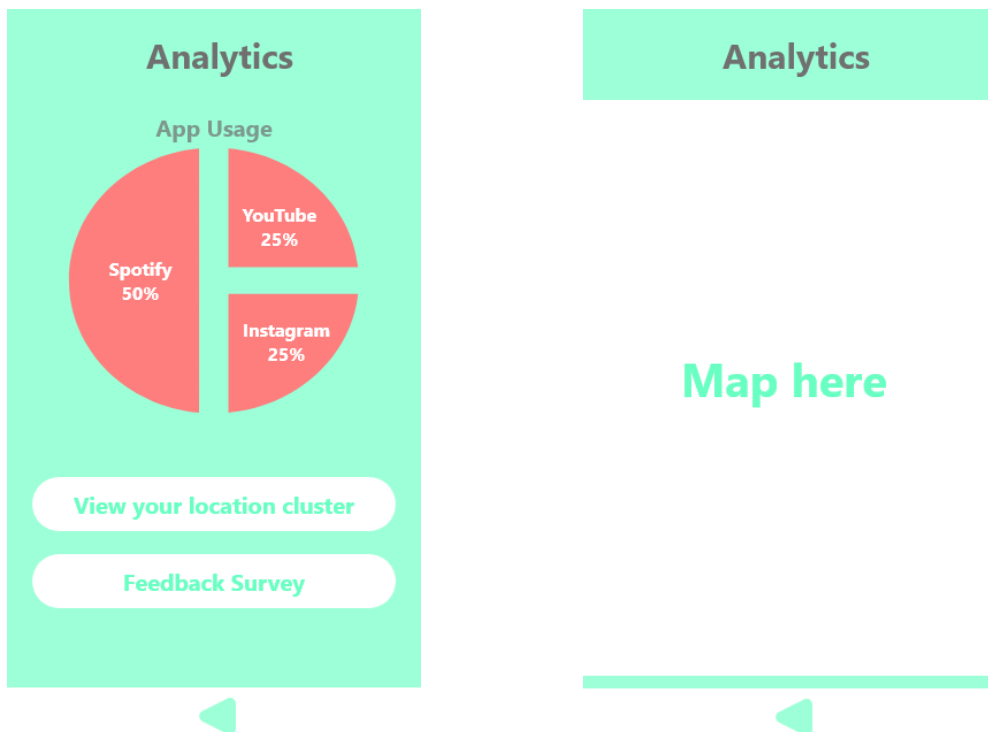 Analytics
App Usage
Spotify
50%
YouTube
25%
Instagram
25%
View your location cluster
Feedback Survey
Analytics
Map here